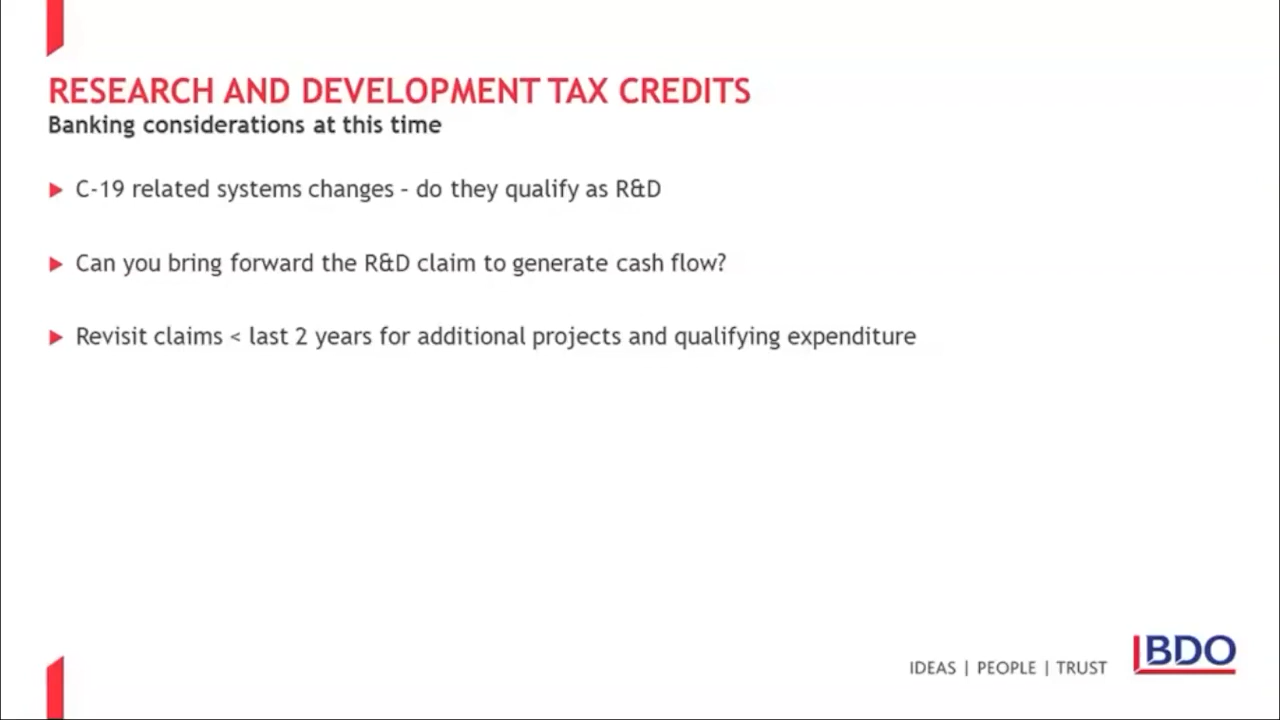 RESEARCH AND DEVELOPMENT TAX CREDITS
Banking considerations at this time
C-19 related systems changes - do they qualify as R&D
Can you bring forward the R&D claim to generate cash flow?
Revisit claims < last 2 years for additional projects and qualifying expenditure
IDEAS | PEOPLE | TRUST
BDO